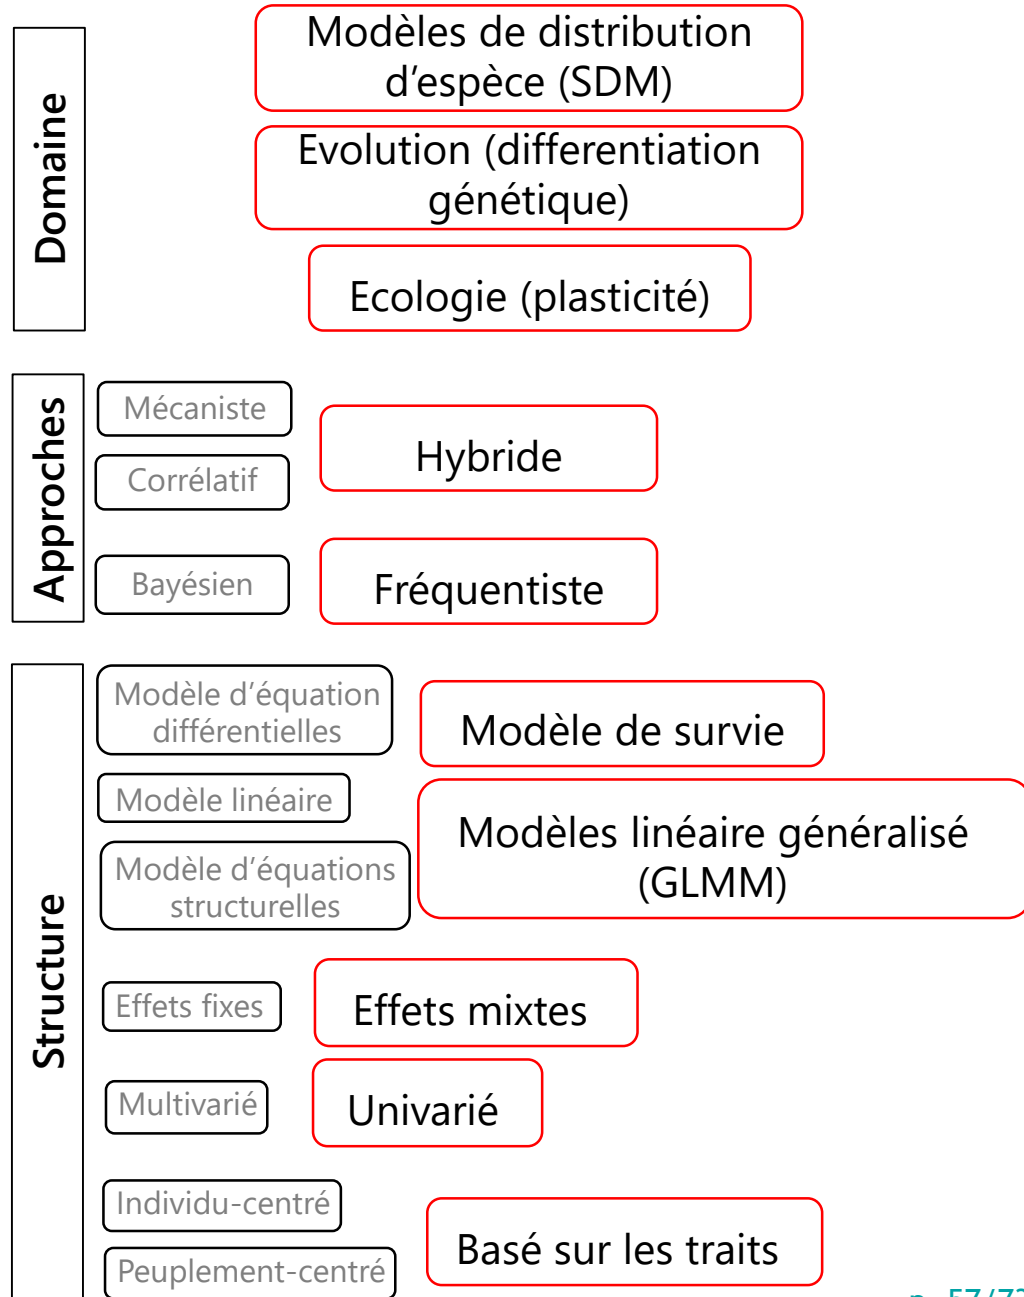 Domaine
Modèles de distribution
d'espèce (SDM)
Evolution (differentiation
génétique)
Ecologie (plasticité)
Approches
Mécaniste
Corrélatif
Hybride
Bayésien
Fréquentiste
Structure
Modèle d'équation
différentielles
Modèle de survie
Modèle linéaire
Modèles linéaire généralisé
(GLMM)
Modèle d'équations
structurelles
Effets fixes
Effets mixtes
Multivarié
Univarié
Individu-centré
Peuplement-centré
Basé sur les traits